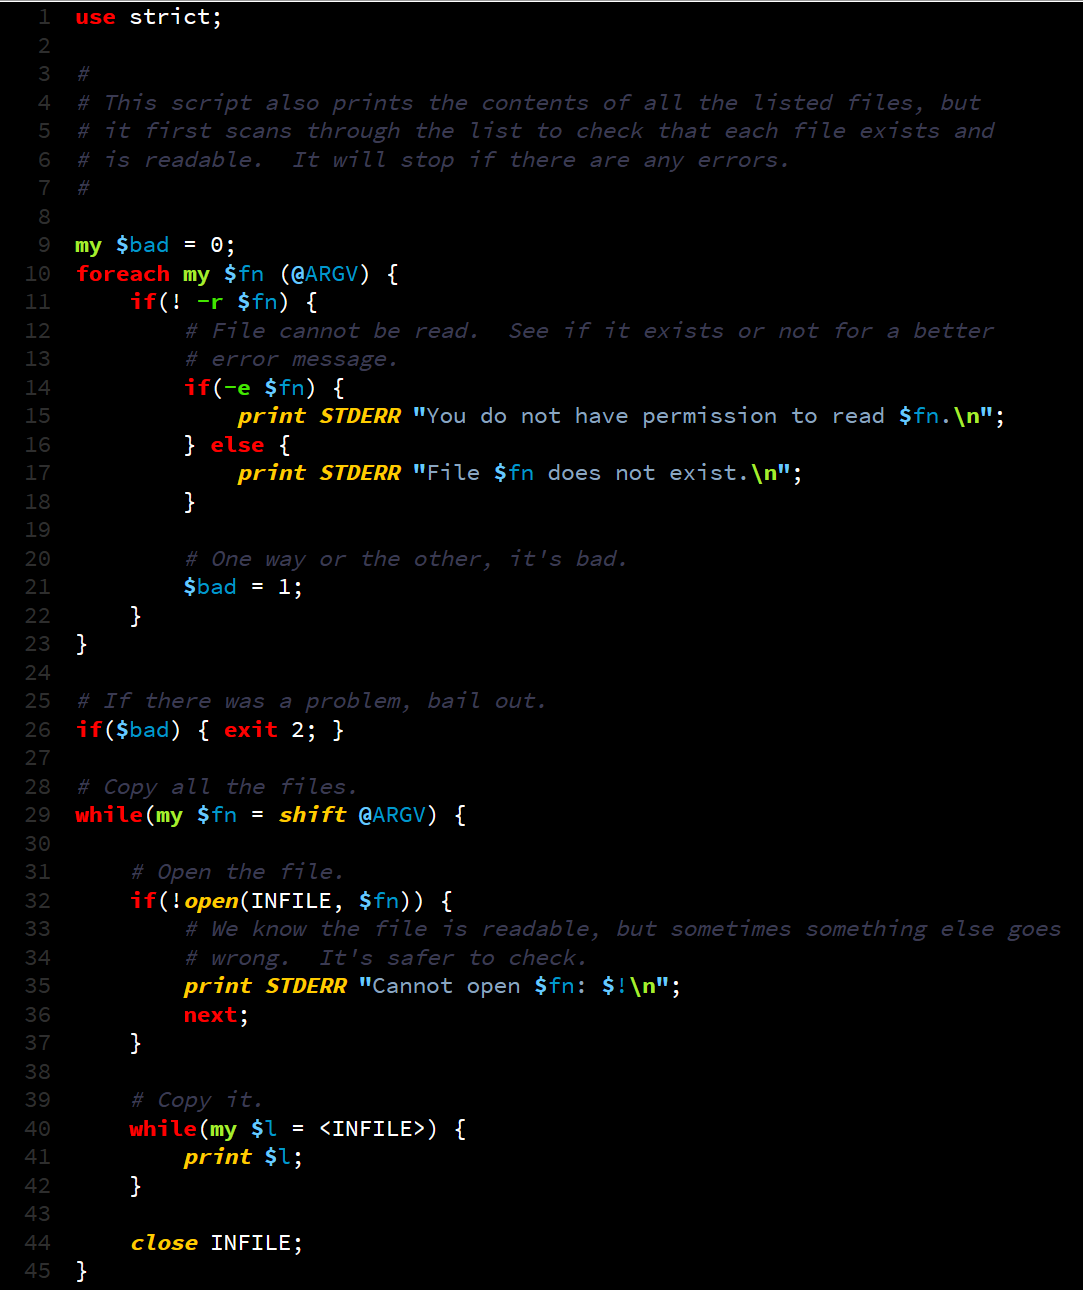 1 use strict;
2
3 #
4 # This script also prints the contents of all the listed files, but
5 # it first scans through the list to check that each file exists and
6 # is readable.  It will stop if there are any errors.
7 #
8
9 my $bad = 0;
10 foreach my $fn (@ARGV) {
11     if(! -r $fn) {
12         # File cannot be read.  See if it exists or not for a better
13         # error message.
14         if(-e $fn) {
15             print STDERR "You do not have permission to read $fn.\n";
16         } else {
17             print STDERR "File $fn does not exist.\n";
18         }
19
20         # One way or the other, it's bad.
21         $bad = 1;
22     }
23 }
24
25 # If there was a problem, bail out.
26 if($bad) { exit 2; }
27
28 # Copy all the files.
29 while(my $fn = shift @ARGV) {
30
31     # Open the file.
32     if(!open(INFILE, $fn)) {
33         # We know the file is readable, but sometimes something else goes
34         # wrong.  It's safer to check.
35         print STDERR "Cannot open $fn: $!\n";
36         next;
37     }
38
39     # Copy it.
40     while(my $l = <INFILE>) {
41         print $l;
42     }
43
44     close INFILE;
45 }